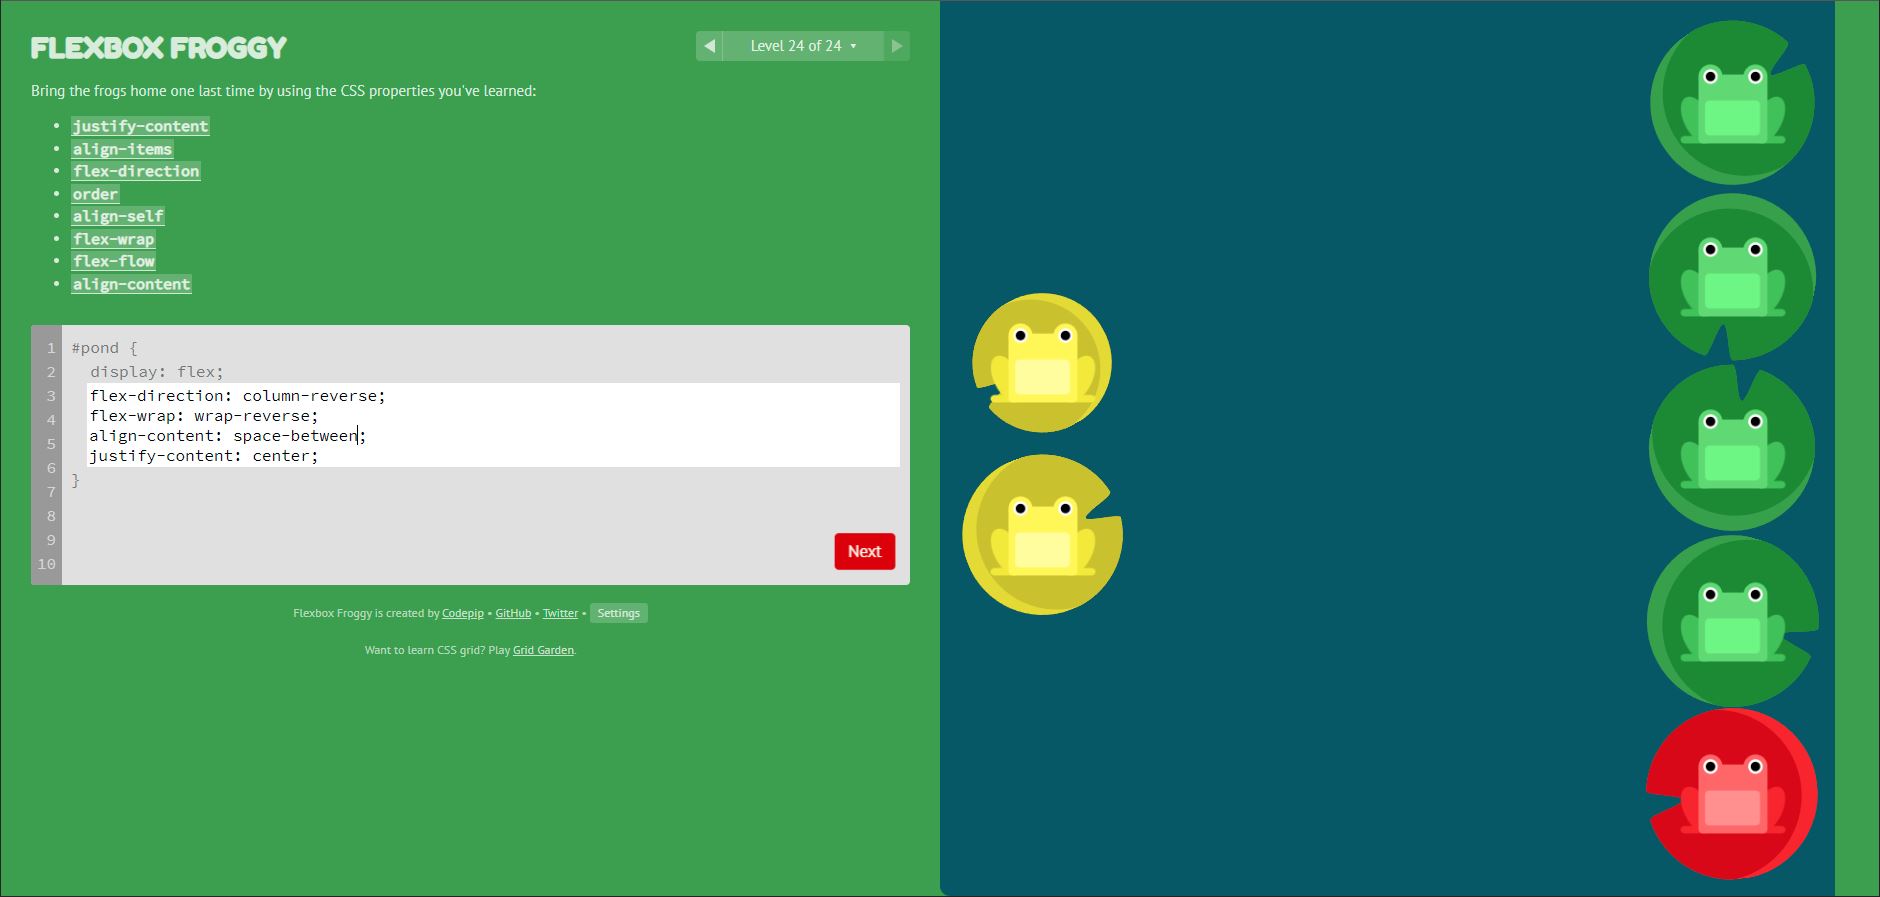 FLEXBOX FROGGY
◀ Level 24 of 24 ▾ ▶
Bring the frogs home one last time by using the CSS properties you've learned:
• justify-content
• align-items
• flex-direction
• order
• align-self
• flex-wrap
• flex-flow
• align-content
1 #pond {
2 display: flex;
3 flex-direction: column-reverse;
4 flex-wrap: wrap-reverse;
5 align-content: space-between;
6 justify-content: center;
7 }
8
9
10
Next
Flexbox Froggy is created by Codepip • GitHub • Twitter • Settings
Want to learn CSS grid? Play Grid Garden.